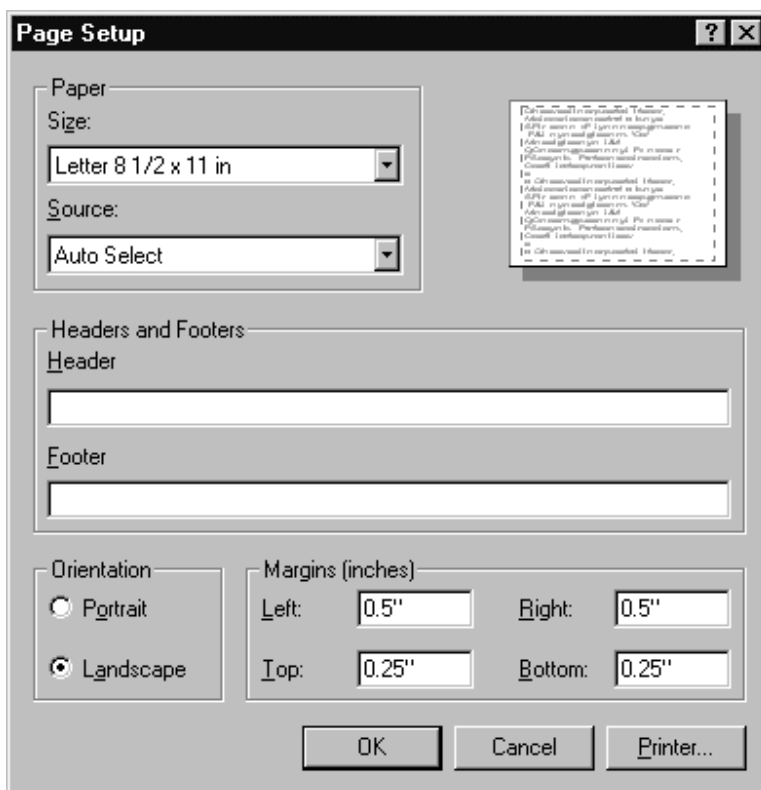 Page Setup
Paper
Size:
Letter 8 1/2 x 11 in
Source:
Auto Select
Headers and Footers
Header
Footer
Orientation
Portrait
Landscape
Margins (inches)
Left: 0.5" Right: 0.5"
Top: 0.25" Bottom: 0.25"
OK Cancel Printer...